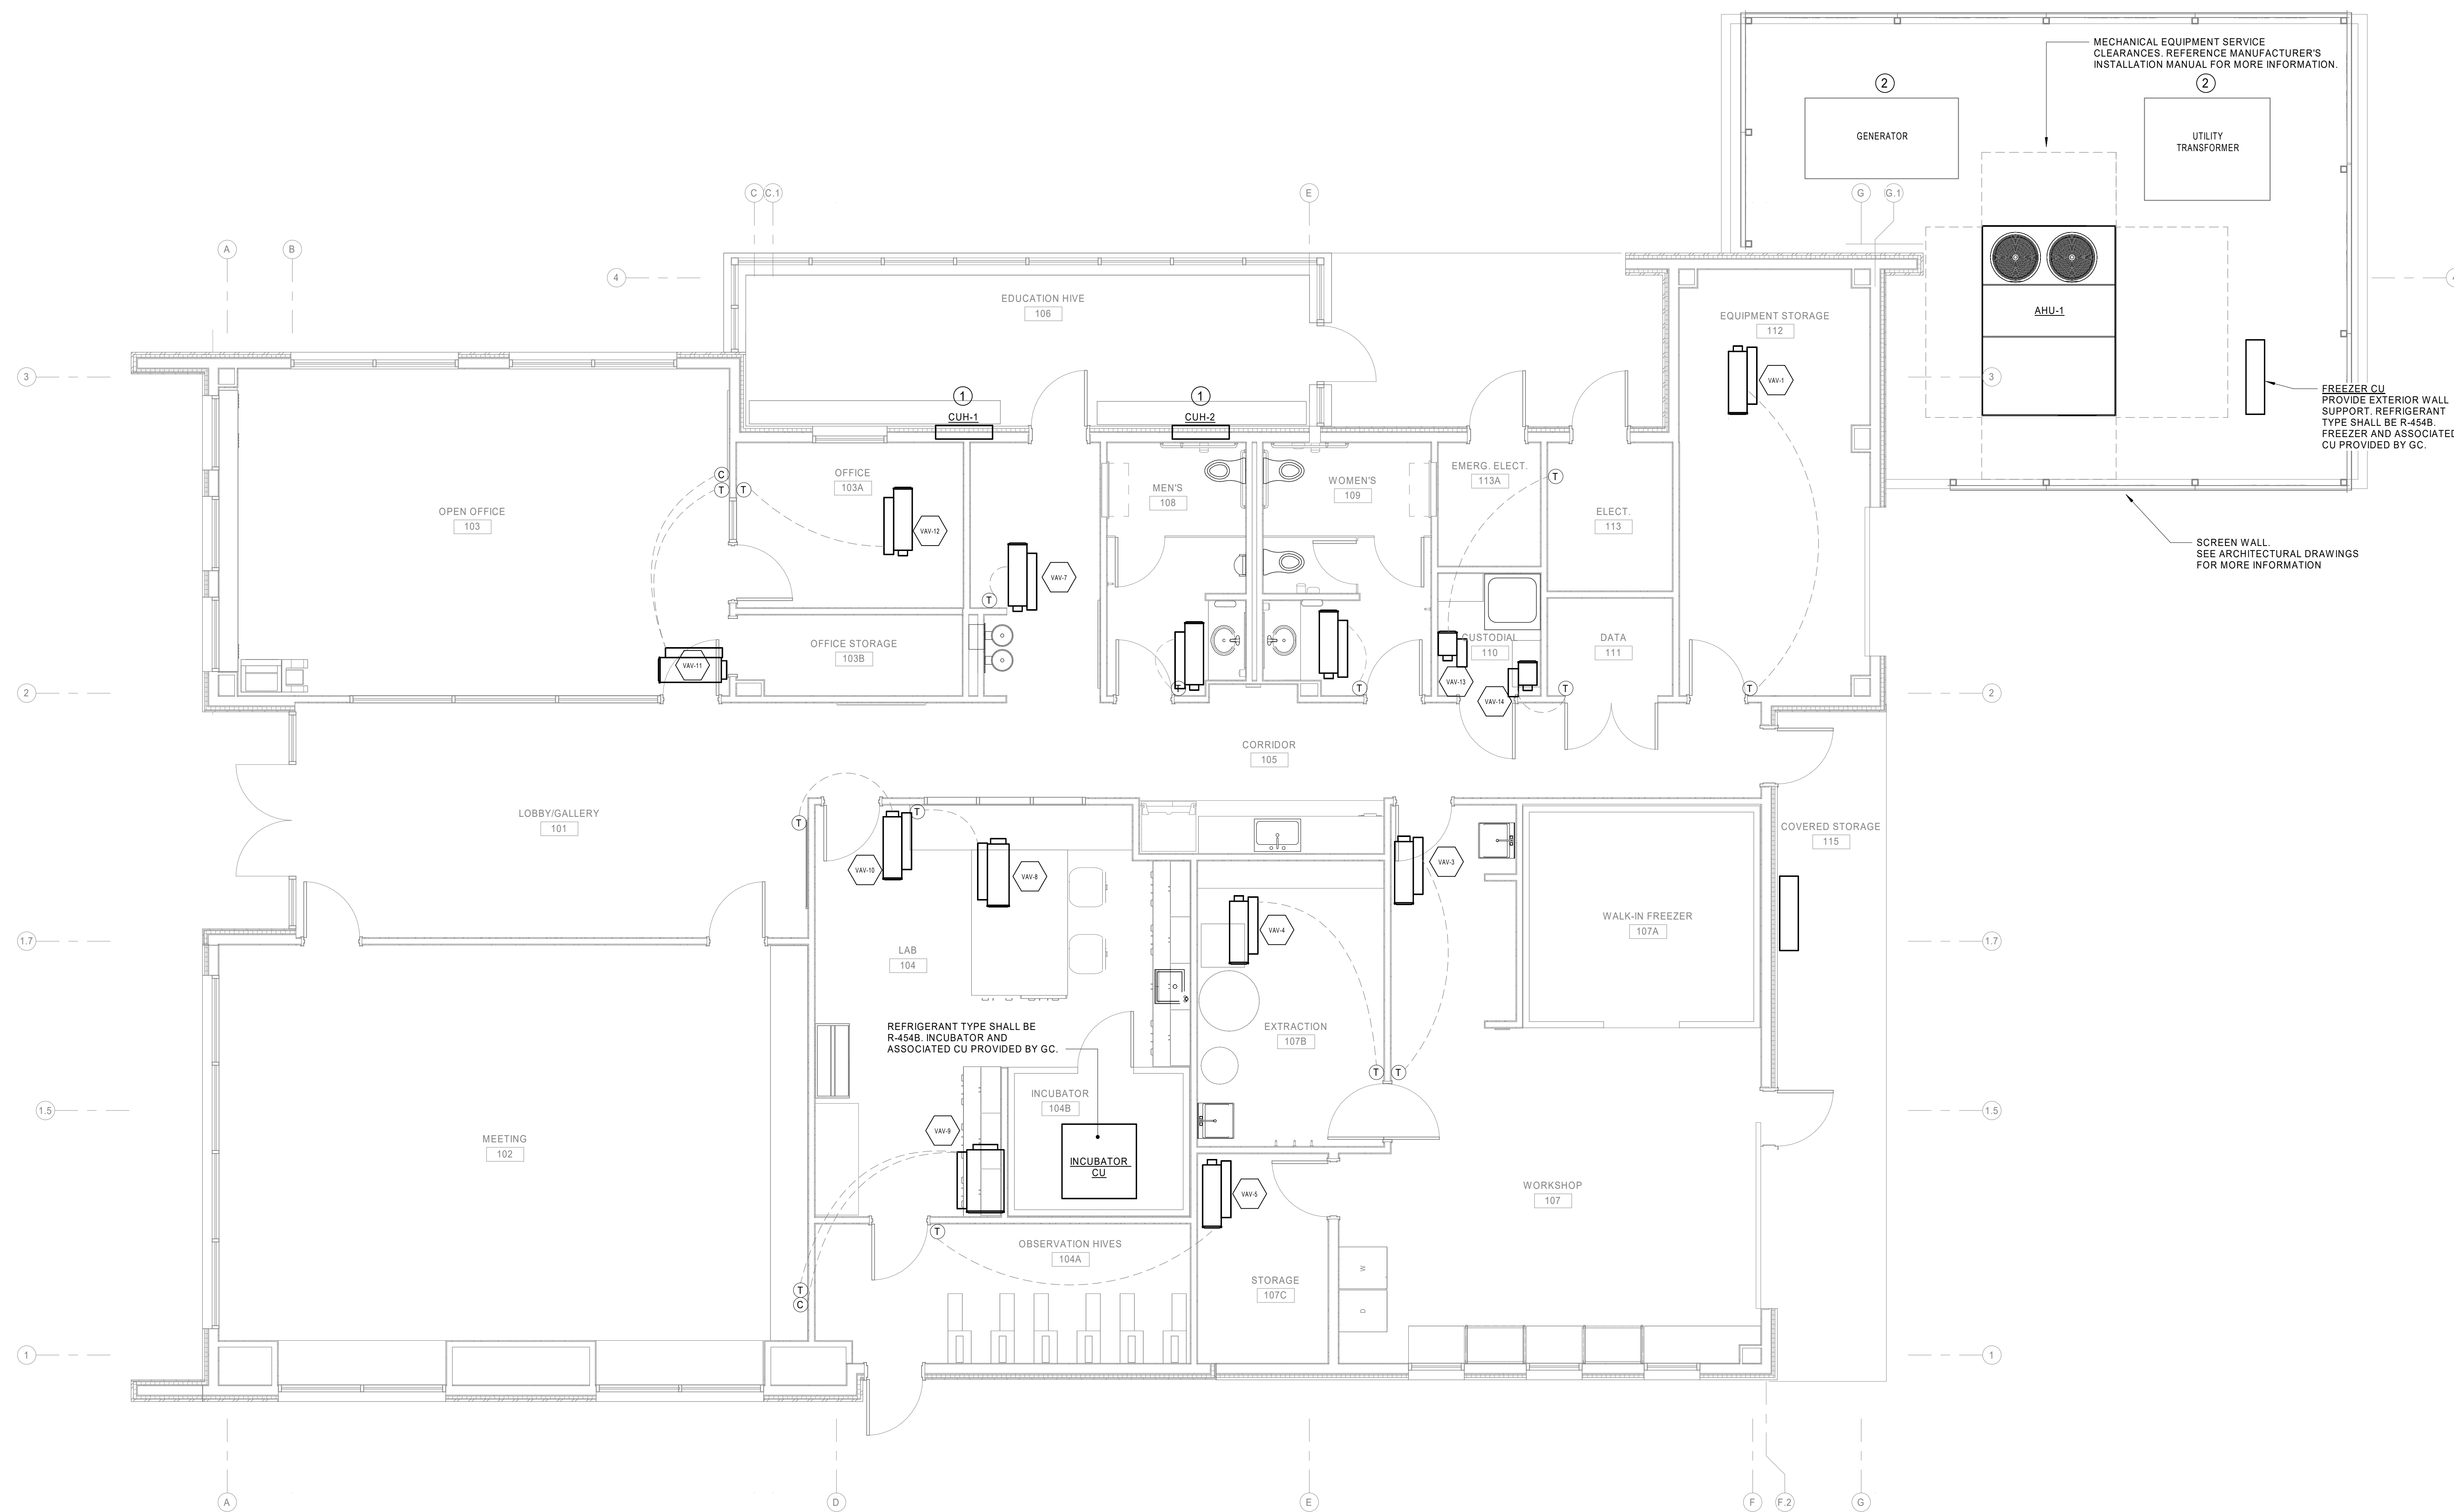 MECHANICAL EQUIPMENT SERVICE
CLEARANCES. REFERENCE MANUFACTURER'S
INSTALLATION MANUAL FOR MORE INFORMATION.
2
2
GENERATOR
UTILITY
TRANSFORMER
C
C.1
E
G
G.1
A
B
4
EDUCATION HIVE
106
EQUIPMENT STORAGE
112
AHU-1
3
VAV-1
3
FREEZER CU
PROVIDE EXTERIOR WALL
SUPPORT. REFRIGERANT
TYPE SHALL BE R-454B.
FREEZER AND ASSOCIATED
CU PROVIDED BY GC.
1
CUH-1
1
CUH-2
OFFICE
103A
C
T
T
MEN'S
108
WOMEN'S
109
EMERG. ELECT.
113A
T
OPEN OFFICE
103
VAV-12
ELECT.
113
SCREEN WALL.
SEE ARCHITECTURAL DRAWINGS
FOR MORE INFORMATION
VAV-7
T
OFFICE STORAGE
103B
CUSTODIAL
110
DATA
111
VAV-11
VAV-13
VAV-14
T
T
T
T
2
2
CORRIDOR
105
LOBBY/GALLERY
101
T
T
COVERED STORAGE
115
VAV-10
VAV-8
VAV-3
WALK-IN FREEZER
107A
VAV-4
1.7
1.7
LAB
104
REFRIGERANT TYPE SHALL BE
R-454B. INCUBATOR AND
ASSOCIATED CU PROVIDED BY GC.
EXTRACTION
107B
T
T
INCUBATOR
104B
1.5
1.5
MEETING
102
VAV-9
INCUBATOR
CU
VAV-5
WORKSHOP
107
T
OBSERVATION HIVES
104A
STORAGE
107C
W
D
T
C
1
1
A
D
E
F
F.2
G